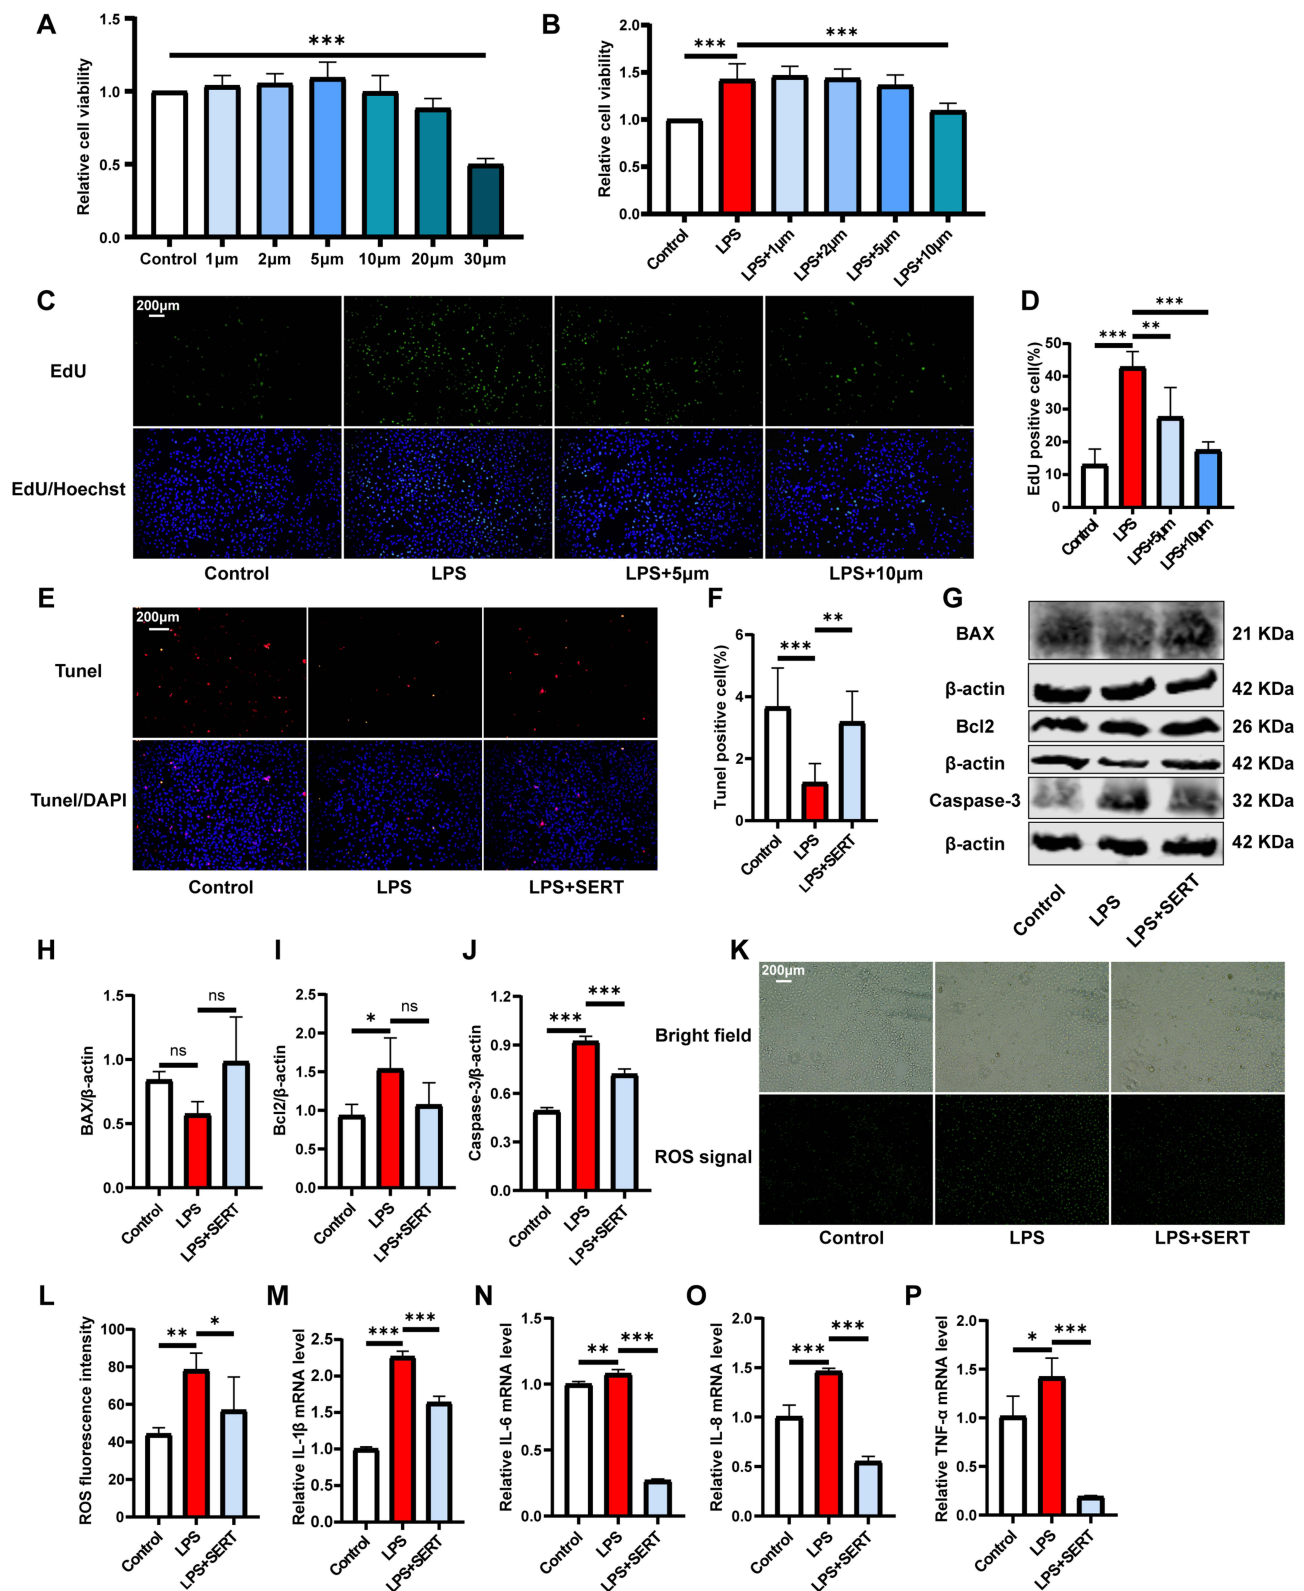 A
Relative cell viability
1.5
1.0
0.5
0.0
***
Control 1μm 2μm 5μm 10μm 20μm 30μm
B
Relative cell viability
2.0
1.5
1.0
0.5
0.0
*** ***
Control LPS LPS+1μm LPS+2μm LPS+5μm LPS+10μm
C
200μm
EdU
EdU/Hoechst
Control LPS LPS+5μm LPS+10μm
D
EdU positive cell(%)
50
40
30
20
10
0
***
*** **
Control LPS LPS+5μm LPS+10μm
E
200μm
Tunel
Tunel/DAPI
Control LPS LPS+SERT
F
Tunel positive cell(%)
6
4
2
0
*** **
Control LPS LPS+SERT
G
BAX 21 KDa
β-actin 42 KDa
Bcl2 26 KDa
β-actin 42 KDa
Caspase-3 32 KDa
β-actin 42 KDa
Control LPS LPS+SERT
H
BAX/β-actin
1.5
1.0
0.5
0.0
ns ns
Control LPS LPS+SERT
I
Bcl2/β-actin
2.5
2.0
1.5
1.0
0.5
0.0
* ns
Control LPS LPS+SERT
J
Caspase-3/β-actin
1.2
0.9
0.6
0.3
0.0
*** ***
Control LPS LPS+SERT
K
200μm
Bright field
ROS signal
Control LPS LPS+SERT
L
ROS fluorescence intensity
100
80
60
40
20
0
** *
Control LPS LPS+SERT
M
Relative IL-1β mRNA level
2.5
2.0
1.5
1.0
0.5
0.0
*** ***
Control LPS LPS+SERT
N
Relative IL-6 mRNA level
1.5
1.0
0.5
0.0
** ***
Control LPS LPS+SERT
O
Relative IL-8 mRNA level
2.0
1.5
1.0
0.5
0.0
*** ***
Control LPS LPS+SERT
P
Relative TNF-α mRNA level
2.0
1.5
1.0
0.5
0.0
* ***
Control LPS LPS+SERT